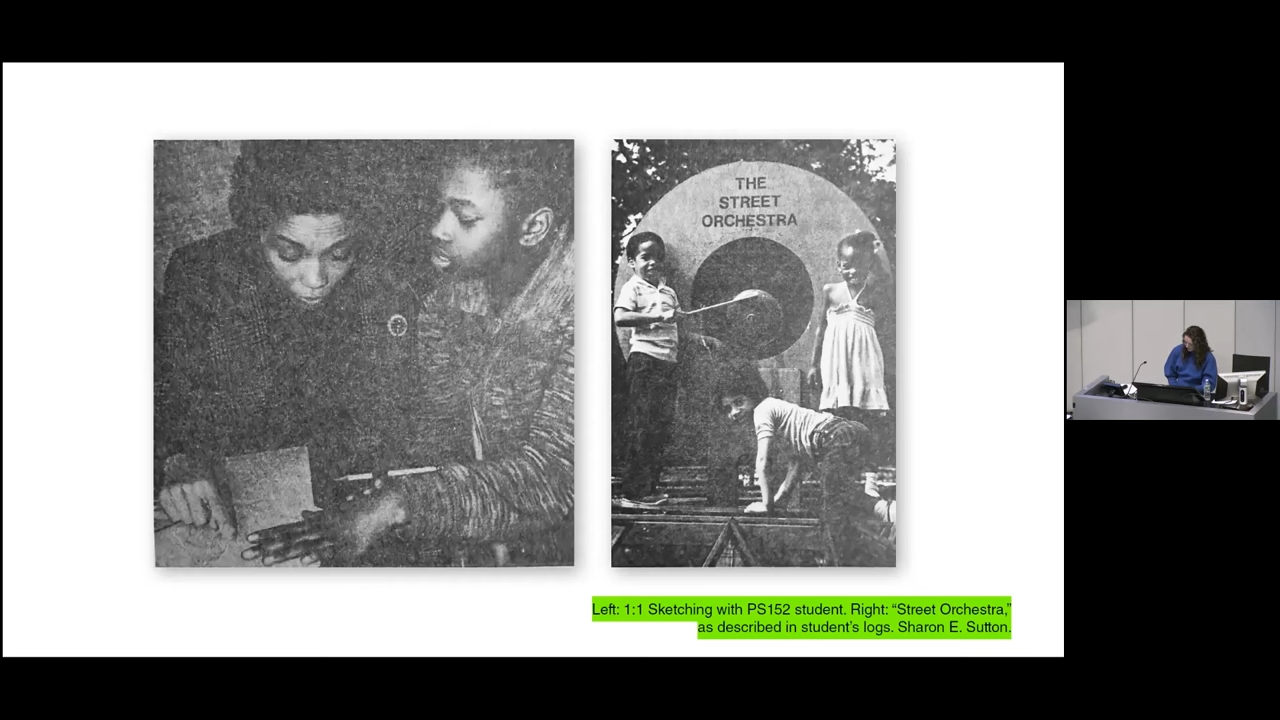 THE
STREET
ORCHESTRA
Left: 1:1 Sketching with PS152 student. Right: “Street Orchestra,”
as described in student’s logs. Sharon E. Sutton.